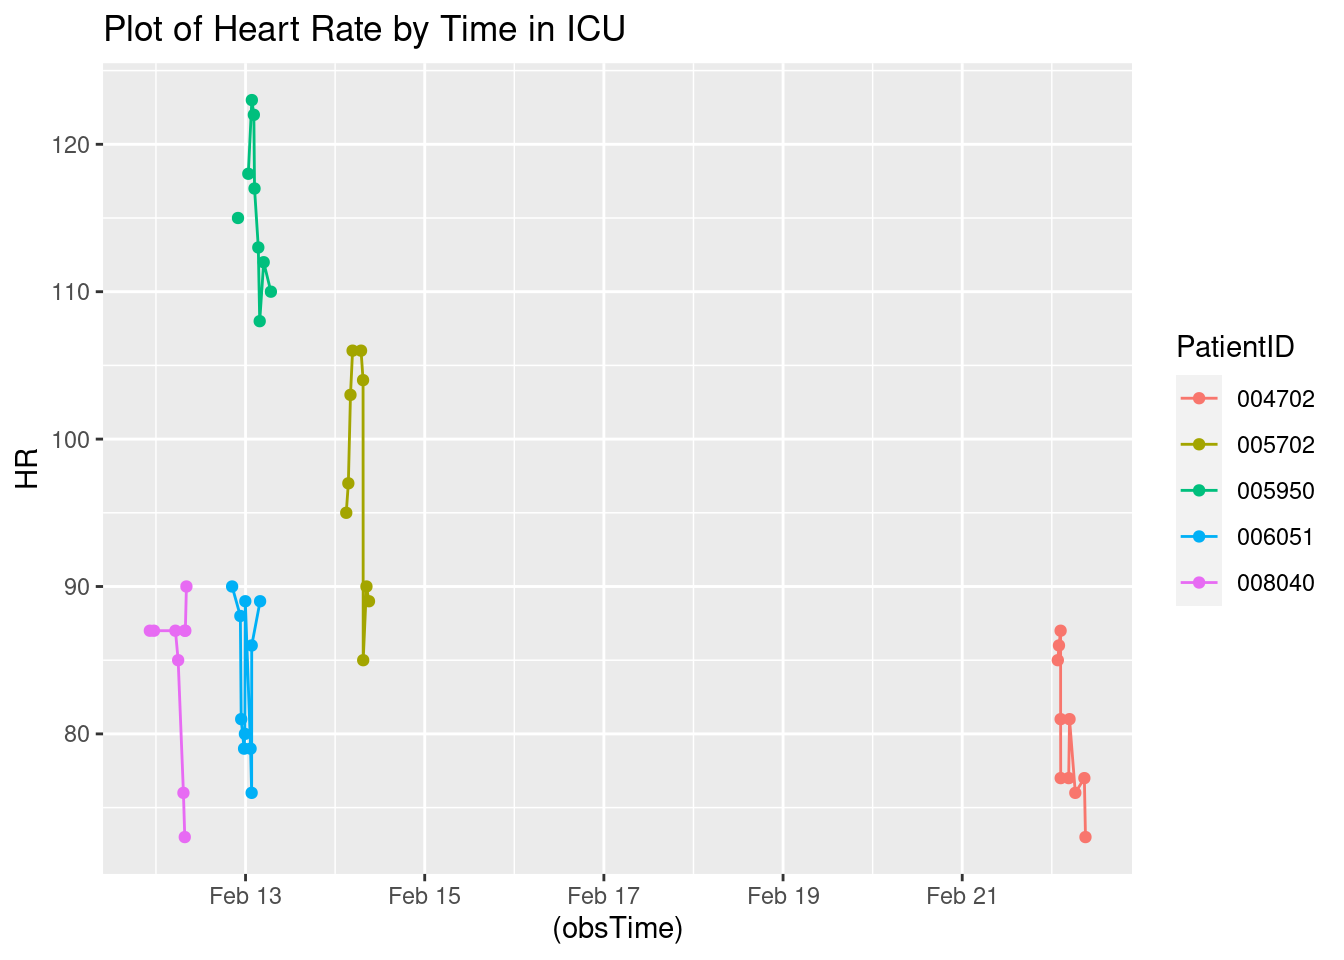 Plot of Heart Rate by Time in ICU
120
110
100
90
80
HR
Feb 13
Feb 15
Feb 17
Feb 19
Feb 21
(obsTime)
PatientID
004702
005702
005950
006051
008040